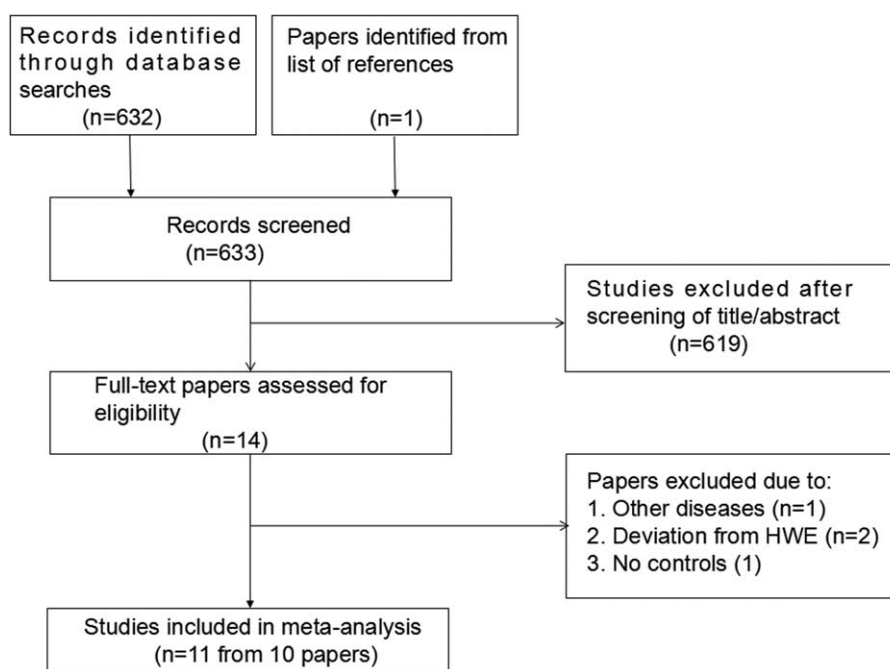 Records identified
through database
searches
(n=632)
Papers identified from
list of references
(n=1)
Records screened
(n=633)
Studies excluded after
screening of title/abstract
(n=619)
Full-text papers assessed for
eligibility
(n=14)
Papers excluded due to:
1. Other diseases (n=1)
2. Deviation from HWE (n=2)
3. No controls (1)
Studies included in meta-analysis
(n=11 from 10 papers)